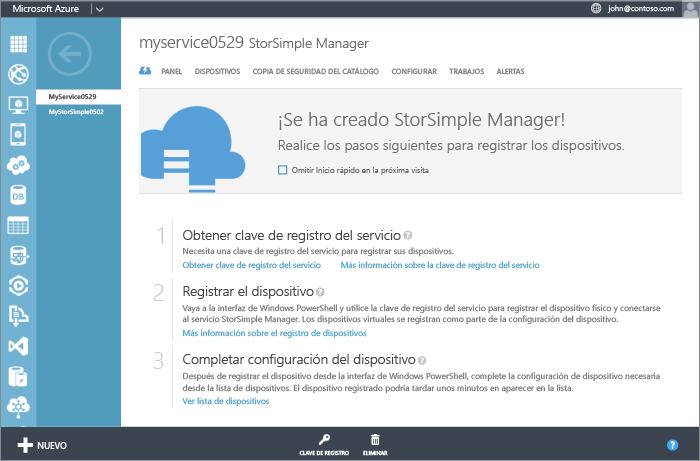 Microsoft Azure
john@contoso.com
myservice0529 StorSimple Manager
PANEL DISPOSITIVOS COPIA DE SEGURIDAD DEL CATÁLOGO CONFIGURAR TRABAJOS ALERTAS
MyService0529
MyStorSimple0502
¡Se ha creado StorSimple Manager!
Realice los pasos siguientes para registrar los dispositivos.
Omitir Inicio rápido en la próxima visita
1 Obtener clave de registro del servicio ?
Necesita una clave de registro del servicio para registrar sus dispositivos.
Obtener clave de registro del servicio Más información sobre la clave de registro del servicio
2 Registrar el dispositivo ?
Vaya a la interfaz de Windows PowerShell y utilice la clave de registro del servicio para registrar el dispositivo físico y conectarse
al servicio StorSimple Manager. Los dispositivos virtuales se registran como parte de la configuración del dispositivo.
Más información sobre el registro de dispositivos
3 Completar configuración del dispositivo ?
Después de registrar el dispositivo desde la interfaz de Windows PowerShell, complete la configuración de dispositivo necesaria
desde la lista de dispositivos. El dispositivo registrado podría tardar unos minutos en aparecer en la lista.
Ver lista de dispositivos
DB
NUEVO
CLAVE DE REGISTRO ELIMINAR
?